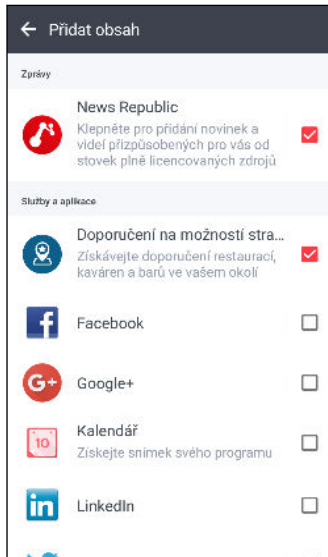 Přidat obsah
Zprávy
News Republic
Klepněte pro přidání novinek a
videí přizpůsobených pro vás od
stovek plně licencovaných zdrojů
Služby a aplikace
Doporučení na možností stra...
Získávejte doporučení restaurací,
kaváren a barů ve vašem okolí
f Facebook
G+ Google+
Kalendář
10
Získejte snímek svého programu
in LinkedIn